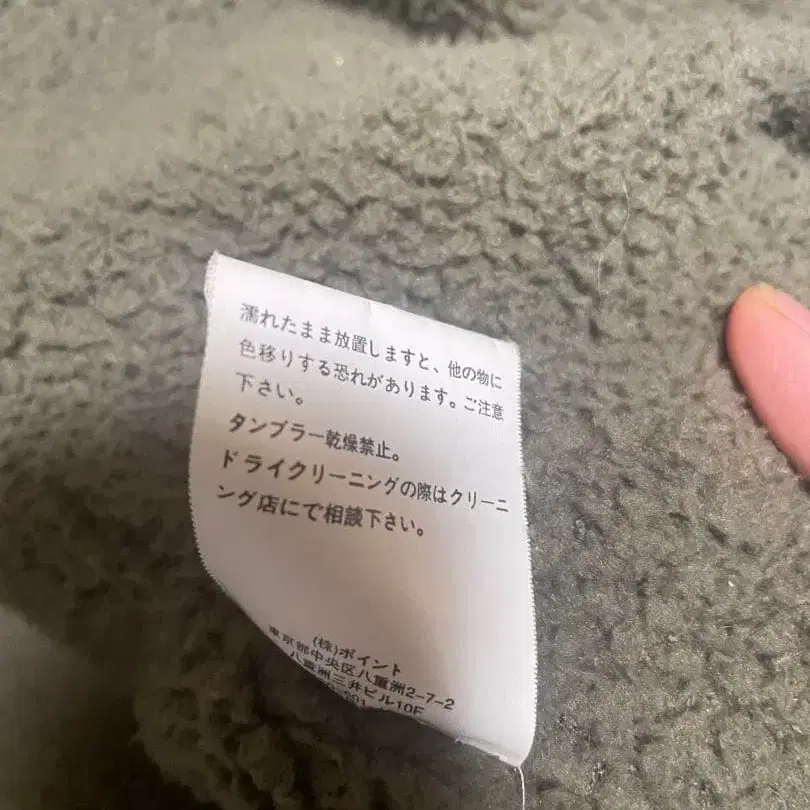 濡れたまま放置しますと、他の物に
色移りする恐れがあります。ご注意
下さい。
タンブラー乾燥禁止。
ドライクリーニングの際はクリーニ
ング店にで相談下さい。
(株)ポイント
東京都中央区八重洲2-7-2
八重洲三井ビル10F